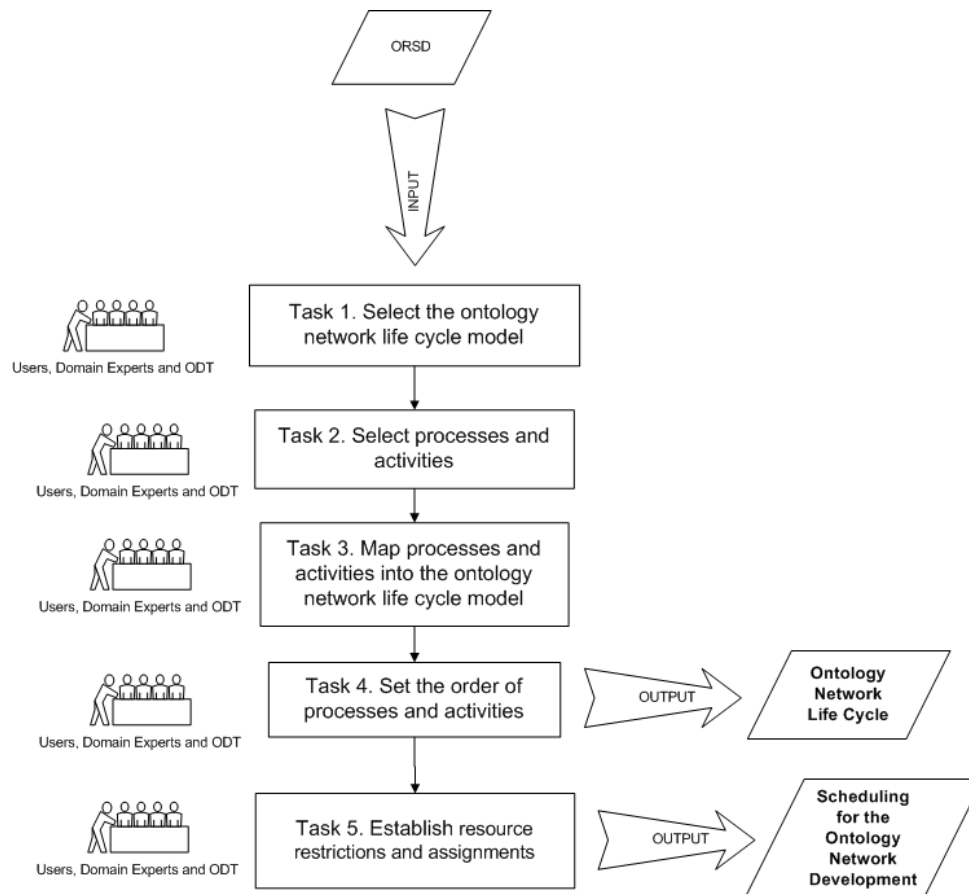 ORSD
INPUT
Task 1. Select the ontology
network life cycle model
Users, Domain Experts and ODT
Task 2. Select processes and
activities
Users, Domain Experts and ODT
Task 3. Map processes and
activities into the ontology
network life cycle model
Users, Domain Experts and ODT
Task 4. Set the order of
processes and activities
Users, Domain Experts and ODT
OUTPUT
Ontology
Network
Life Cycle
Task 5. Establish resource
restrictions and assignments
Users, Domain Experts and ODT
OUTPUT
Scheduling
for the
Ontology
Network
Development